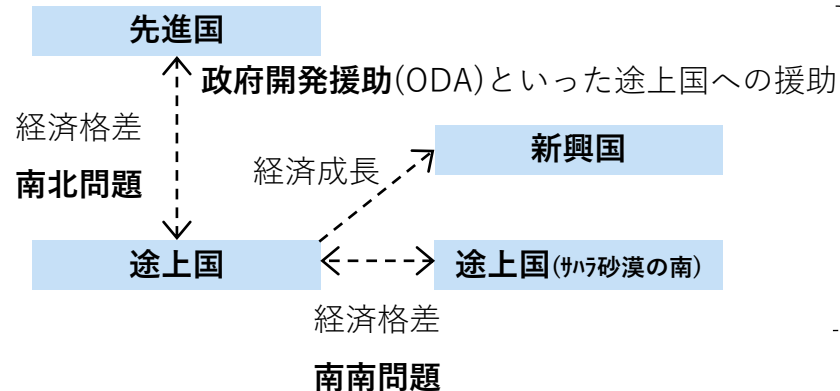 先進国
政府開発援助(ODA)といった途上国への援助
経済格差
南北問題
新興国
経済成長
途上国
途上国(ｻﾊﾗ砂漠の南)
経済格差
南南問題